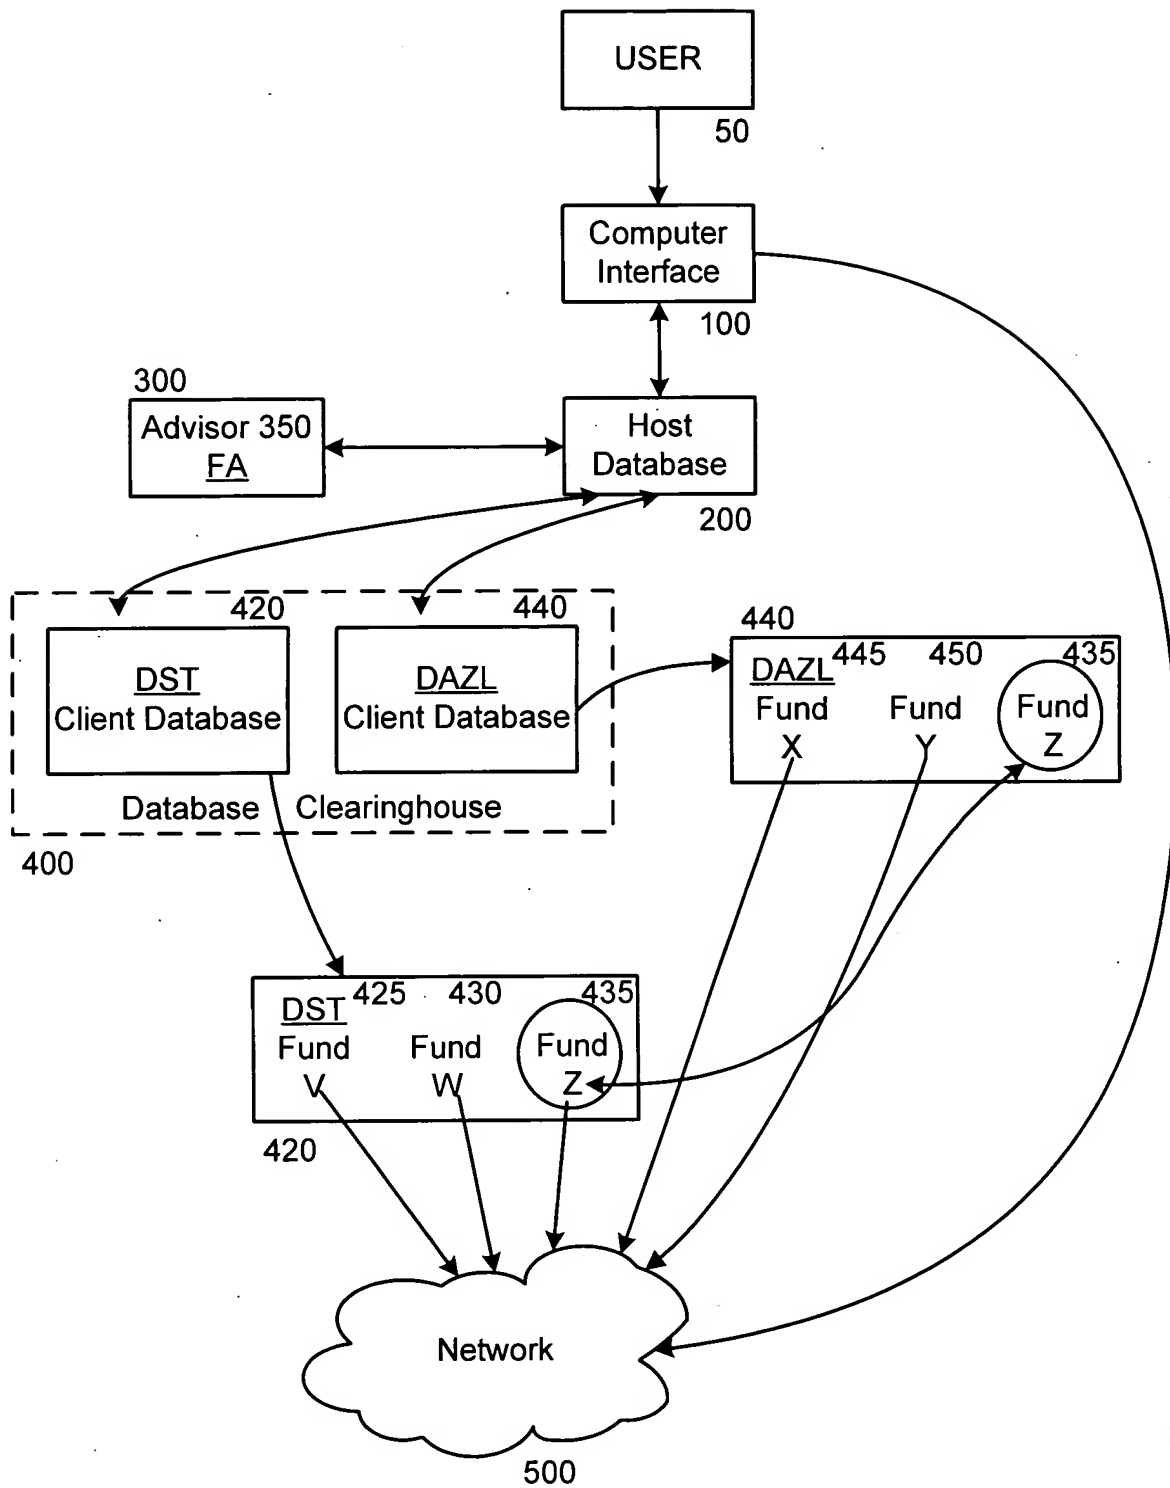 USER
50
Computer
Interface
100
300
Advisor 350
FA
Host
Database
200
420
440
DST
Client Database
DAZL
Client Database
Database Clearinghouse
400
440
445 450 435
DAZL
Fund
X
Fund
Y
Fund
Z
425 430 435
DST
Fund
V
Fund
W
Fund
Z
420
Network
500